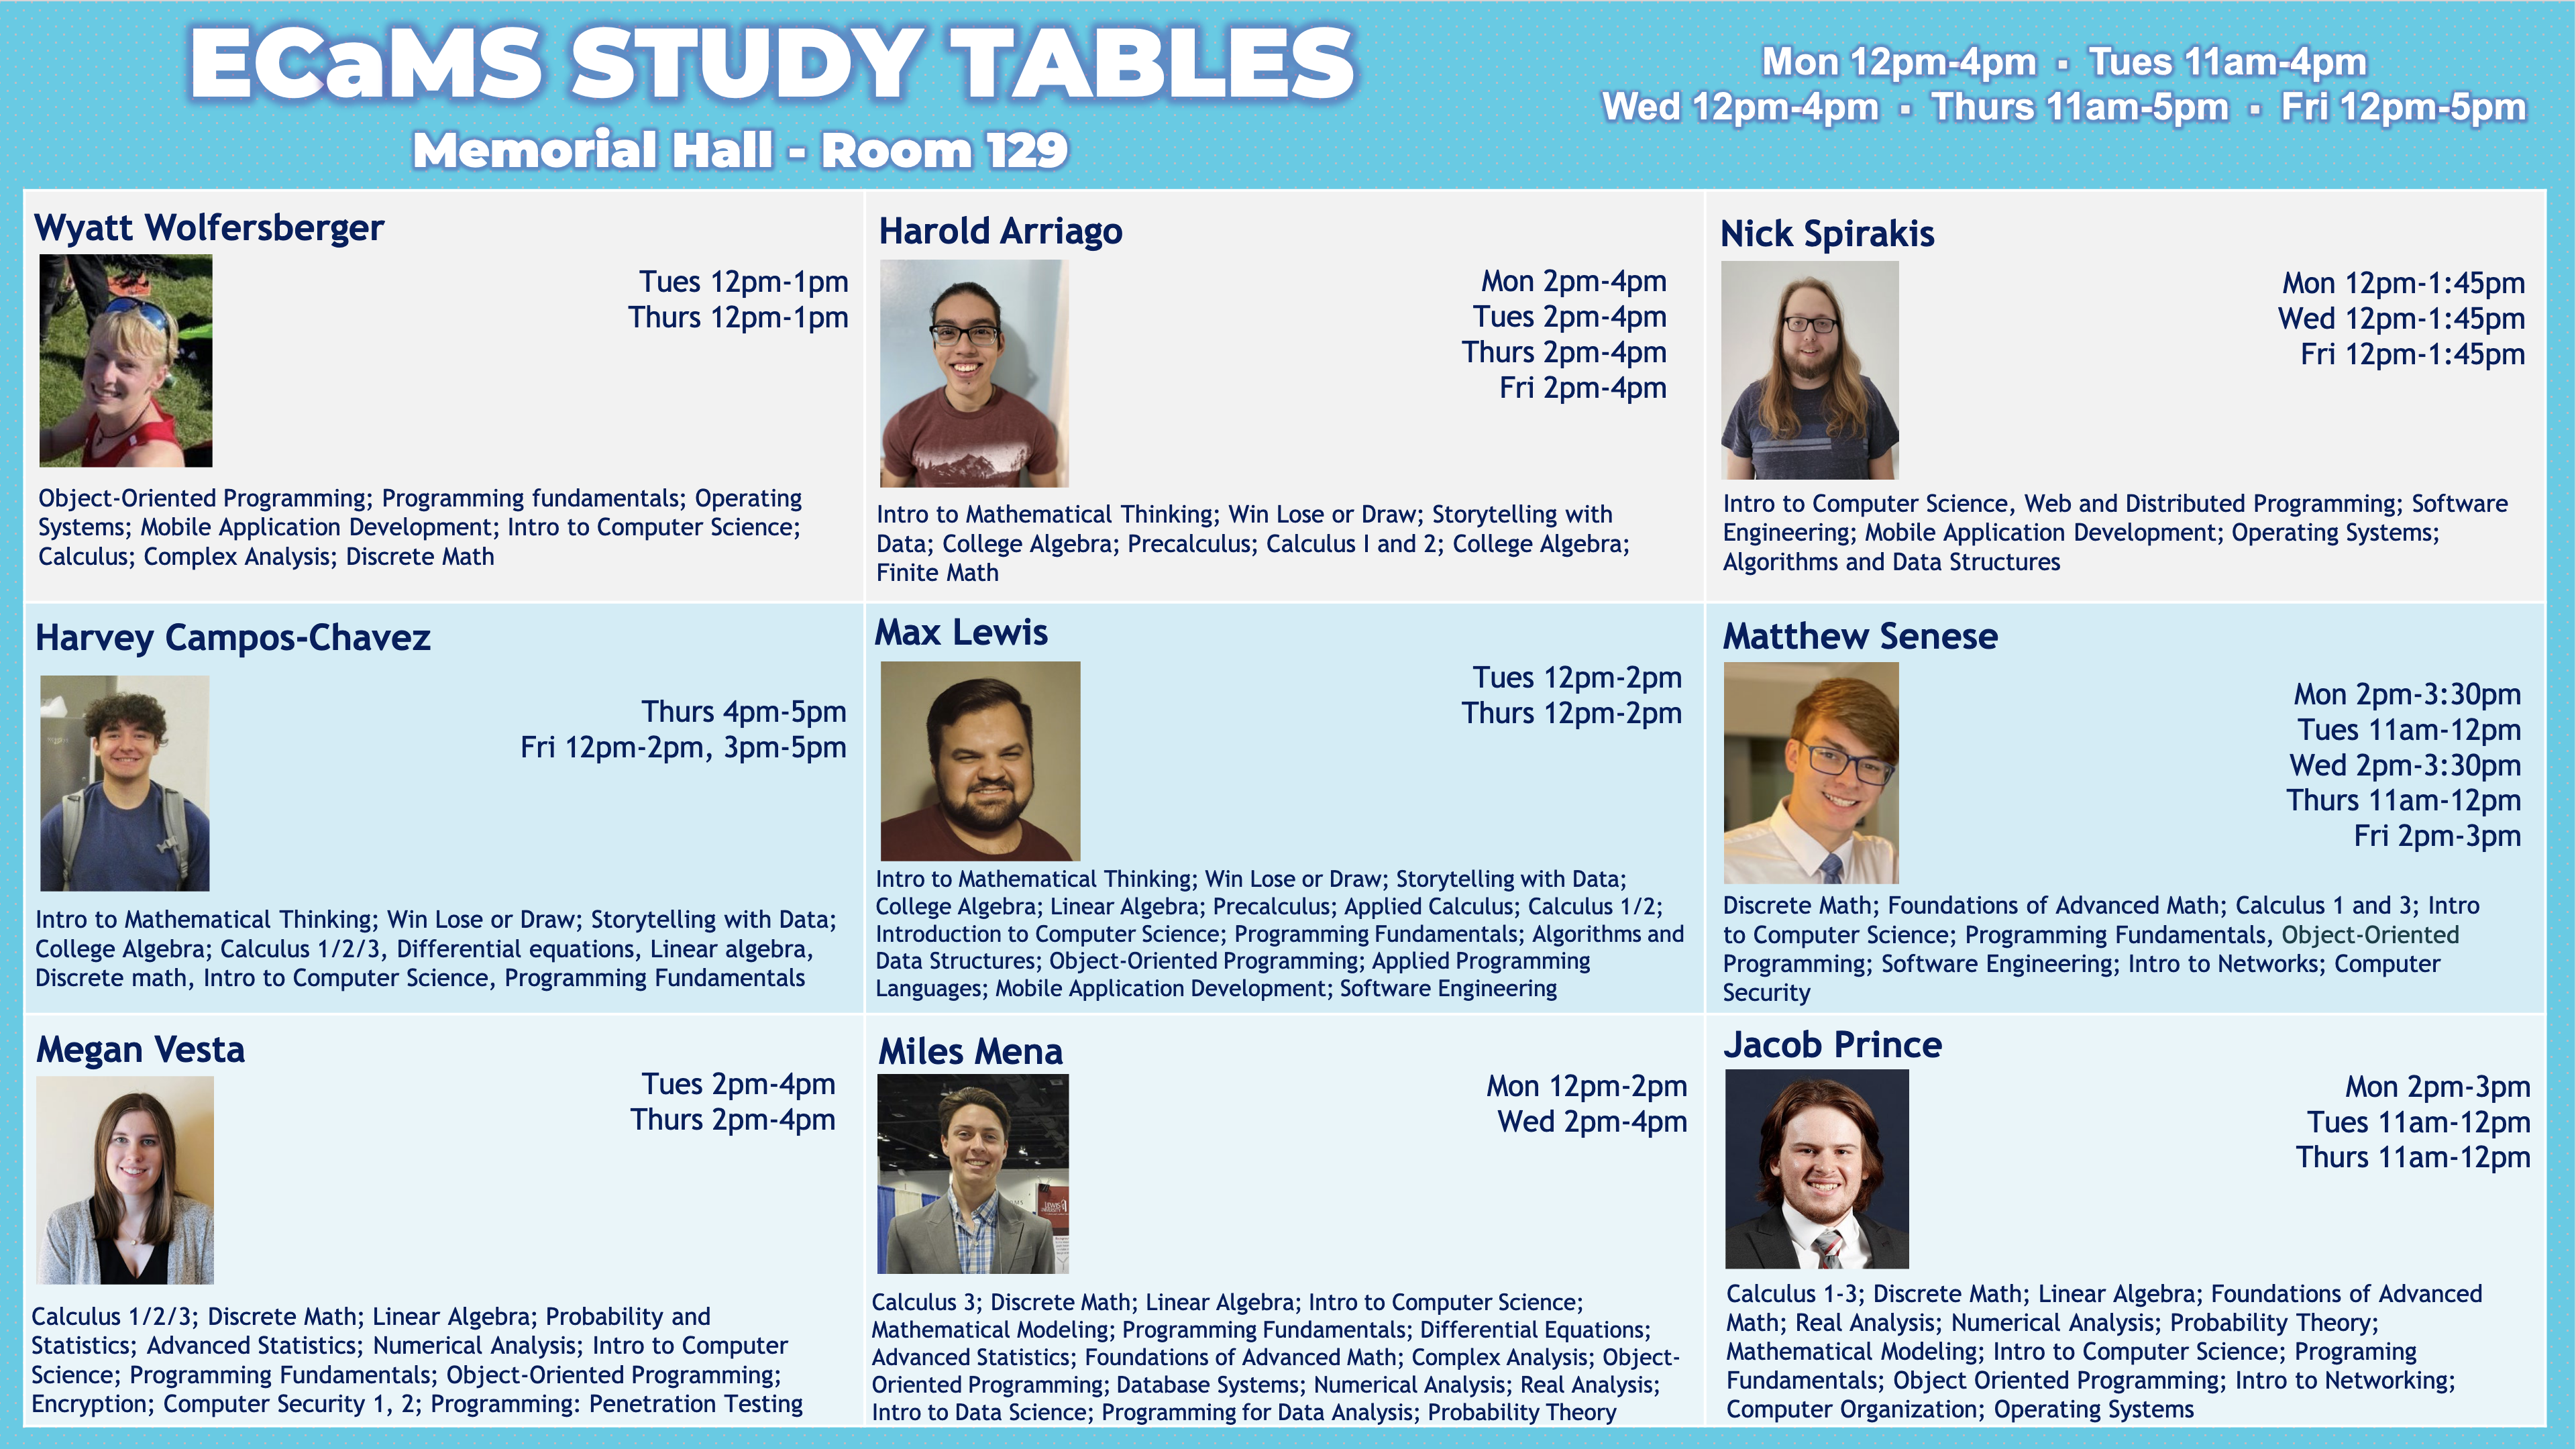 ECaMS STUDY TABLES
Memorial Hall - Room 129
Mon 12pm-4pm ▪ Tues 11am-4pm
Wed 12pm-4pm ▪ Thurs 11am-5pm ▪ Fri 12pm-5pm
Wyatt Wolfersberger
Tues 12pm-1pm
Thurs 12pm-1pm
Object-Oriented Programming; Programming fundamentals; Operating
Systems; Mobile Application Development; Intro to Computer Science;
Calculus; Complex Analysis; Discrete Math
Harold Arriago
Mon 2pm-4pm
Tues 2pm-4pm
Thurs 2pm-4pm
Fri 2pm-4pm
Intro to Mathematical Thinking; Win Lose or Draw; Storytelling with
Data; College Algebra; Precalculus; Calculus I and 2; College Algebra;
Finite Math
Nick Spirakis
Mon 12pm-1:45pm
Wed 12pm-1:45pm
Fri 12pm-1:45pm
Intro to Computer Science, Web and Distributed Programming; Software
Engineering; Mobile Application Development; Operating Systems;
Algorithms and Data Structures
Harvey Campos-Chavez
Thurs 4pm-5pm
Fri 12pm-2pm, 3pm-5pm
Intro to Mathematical Thinking; Win Lose or Draw; Storytelling with Data;
College Algebra; Calculus 1/2/3, Differential equations, Linear algebra,
Discrete math, Intro to Computer Science, Programming Fundamentals
Max Lewis
Tues 12pm-2pm
Thurs 12pm-2pm
Intro to Mathematical Thinking; Win Lose or Draw; Storytelling with Data;
College Algebra; Linear Algebra; Precalculus; Applied Calculus; Calculus 1/2;
Introduction to Computer Science; Programming Fundamentals; Algorithms and
Data Structures; Object-Oriented Programming; Applied Programming
Languages; Mobile Application Development; Software Engineering
Matthew Senese
Mon 2pm-3:30pm
Tues 11am-12pm
Wed 2pm-3:30pm
Thurs 11am-12pm
Fri 2pm-3pm
Discrete Math; Foundations of Advanced Math; Calculus 1 and 3; Intro
to Computer Science; Programming Fundamentals, Object-Oriented
Programming; Software Engineering; Intro to Networks; Computer
Security
Megan Vesta
Tues 2pm-4pm
Thurs 2pm-4pm
Calculus 1/2/3; Discrete Math; Linear Algebra; Probability and
Statistics; Advanced Statistics; Numerical Analysis; Intro to Computer
Science; Programming Fundamentals; Object-Oriented Programming;
Encryption; Computer Security 1, 2; Programming: Penetration Testing
Miles Mena
Mon 12pm-2pm
Wed 2pm-4pm
Calculus 3; Discrete Math; Linear Algebra; Intro to Computer Science;
Mathematical Modeling; Programming Fundamentals; Differential Equations;
Advanced Statistics; Foundations of Advanced Math; Complex Analysis; Object-
Oriented Programming; Database Systems; Numerical Analysis; Real Analysis;
Intro to Data Science; Programming for Data Analysis; Probability Theory
Jacob Prince
Mon 2pm-3pm
Tues 11am-12pm
Thurs 11am-12pm
Calculus 1-3; Discrete Math; Linear Algebra; Foundations of Advanced
Math; Real Analysis; Numerical Analysis; Probability Theory;
Mathematical Modeling; Intro to Computer Science; Programing
Fundamentals; Object Oriented Programming; Intro to Networking;
Computer Organization; Operating Systems